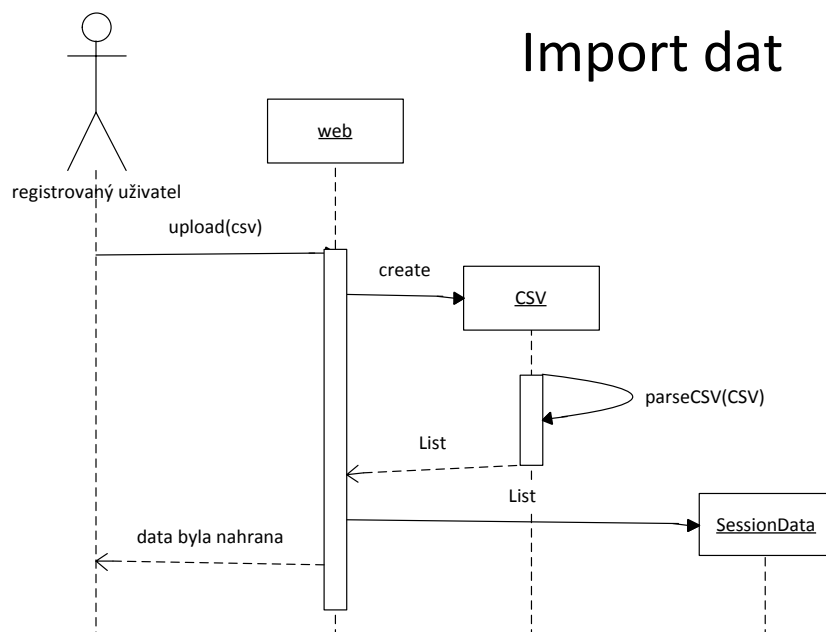 Import dat
web
registrovaný uživatel
upload(csv)
create
CSV
parseCSV(CSV)
List
List
SessionData
data byla nahrana